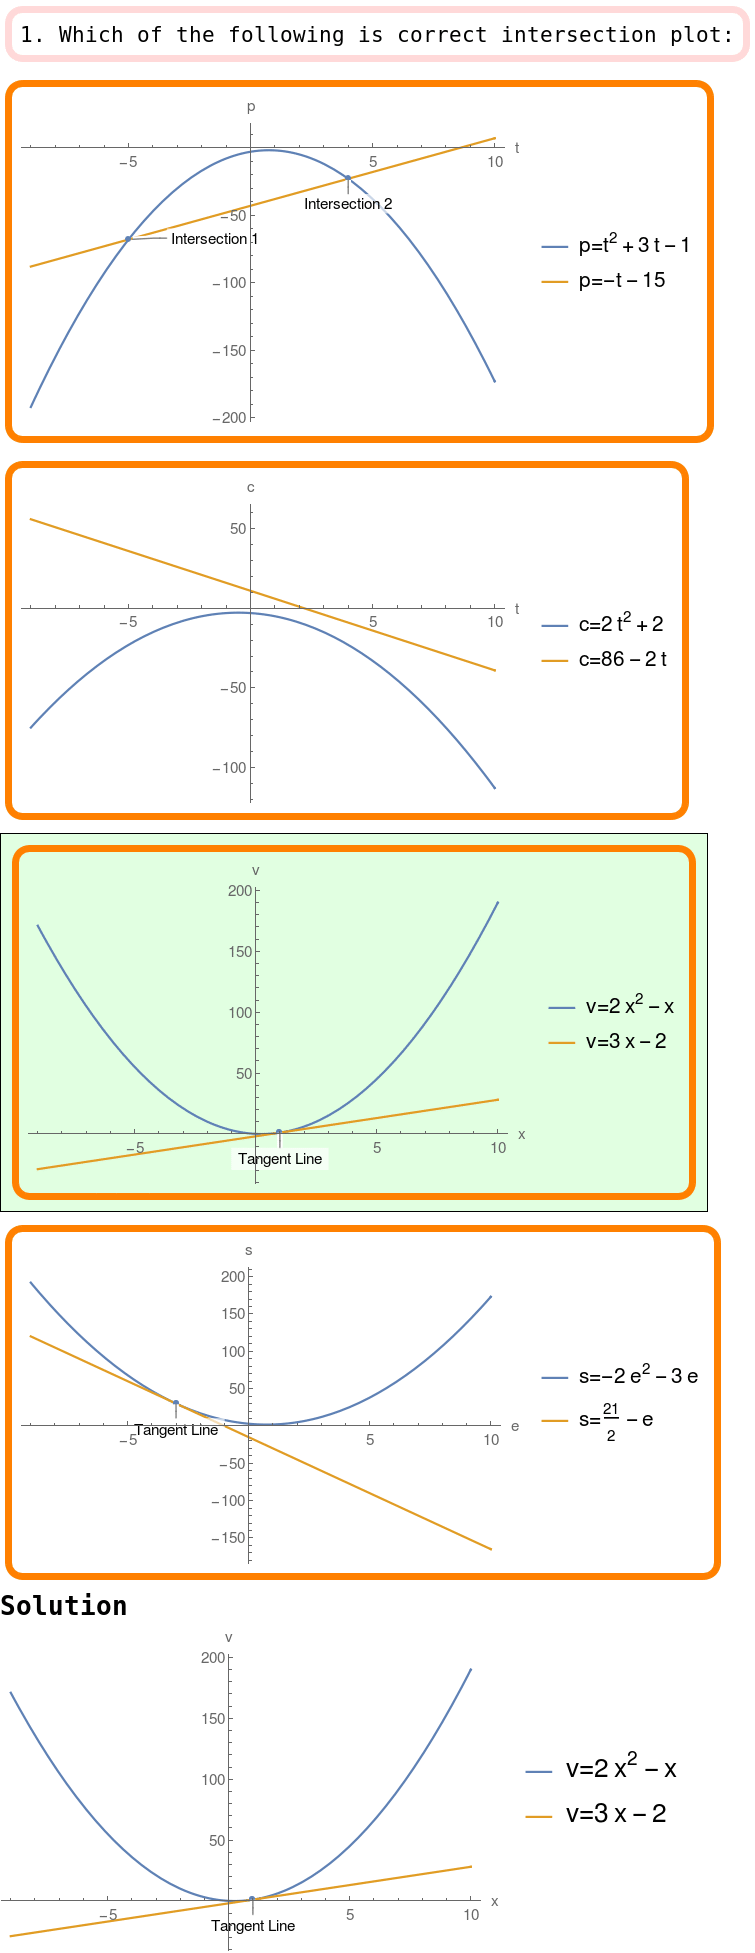 1. Which of the following is correct intersection plot:
p
−5
5
10
t
Intersection 2
−50
Intersection 1
p=t² + 3 t − 1
p=−t − 15
−100
−150
−200
c
50
−5
5
10
t
c=2 t² + 2
c=86 − 2 t
−50
−100
v
200
150
100
v=2 x² − x
v=3 x − 2
50
−5
5
10
x
Tangent Line
s
200
150
100
50
s=−2 e² − 3 e
s=21/2 − e
−5
5
10
e
Tangent Line
−50
−100
−150
Solution
v
200
150
100
v=2 x² − x
v=3 x − 2
50
−5
5
10
x
Tangent Line